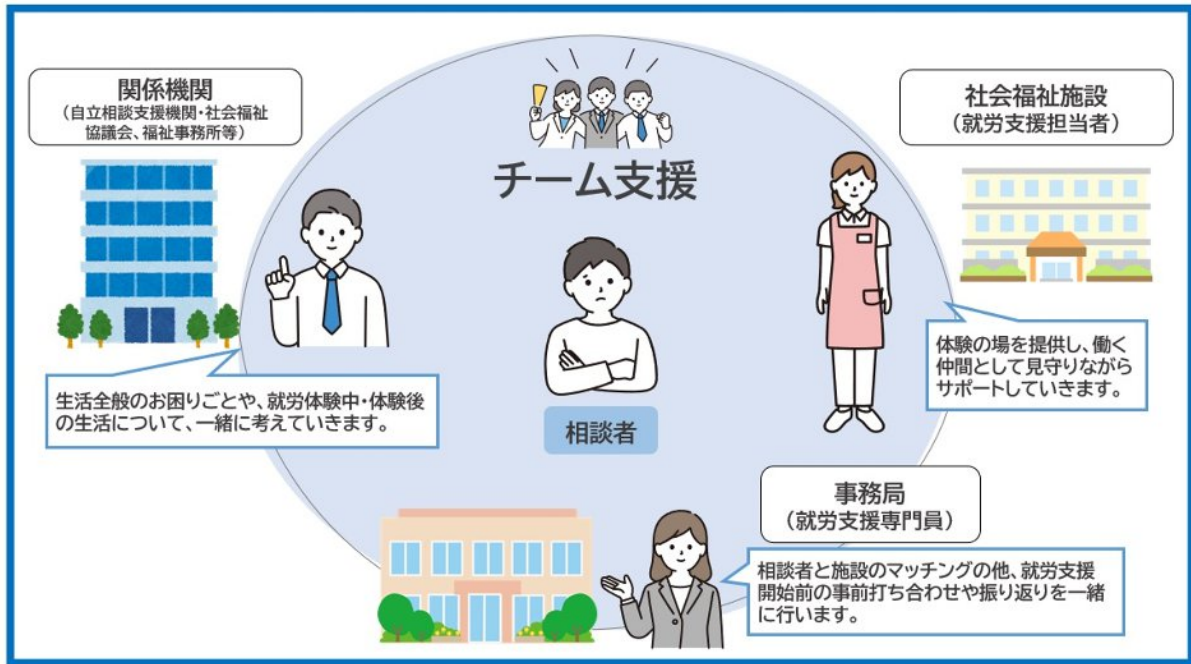 関係機関
（自立相談支援機関・社会福祉
協議会、福祉事務所等）
チーム支援
社会福祉施設
（就労支援担当者）
生活全般のお困りごとや、就労体験中・体験後
の生活について、一緒に考えていきます。
相談者
体験の場を提供し、働く
仲間として見守りながら
サポートしていきます。
事務局
（就労支援専門員）
相談者と施設のマッチングの他、就労支援
開始前の事前打ち合わせや振り返りを一緒
に行います。